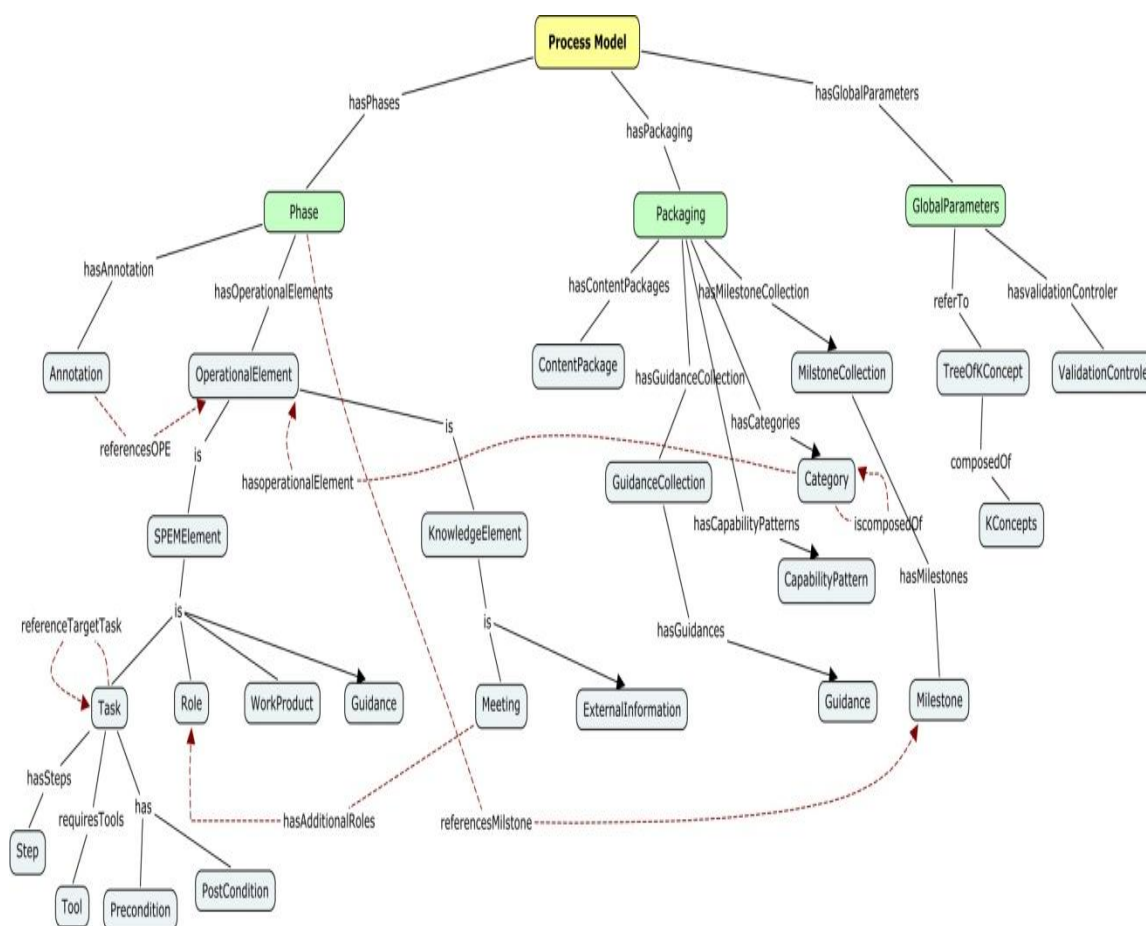 Process Model
hasPhases
hasGlobalParameters
hasPackaging
Phase
Packaging
GlobalParameters
hasAnnotation
hasOperationalElements
hasContentPackages
hasMilestoneCollection
hasvalidationControler
referTo
Annotation
OperationalElement
ContentPackage
hasGuidanceCollection
MilstoneCollection
TreeOfKConcept
ValidationControle
referencesOPE
is
is
hasCategories
hasoperationalElement
GuidanceCollection
Category
composedOf
SPEMElement
KnowledgeElement
hasCapabilityPatterns
iscomposedOf
KConcepts
CapabilityPattern
hasMilestones
referenceTargetTask
is
is
hasGuidances
Task
Role
WorkProduct
Guidance
Meeting
ExternalInformation
Guidance
Milestone
hasSteps
requiresTools
has
hasAdditionalRoles
referencesMilstone
Step
Tool
Precondition
PostCondition